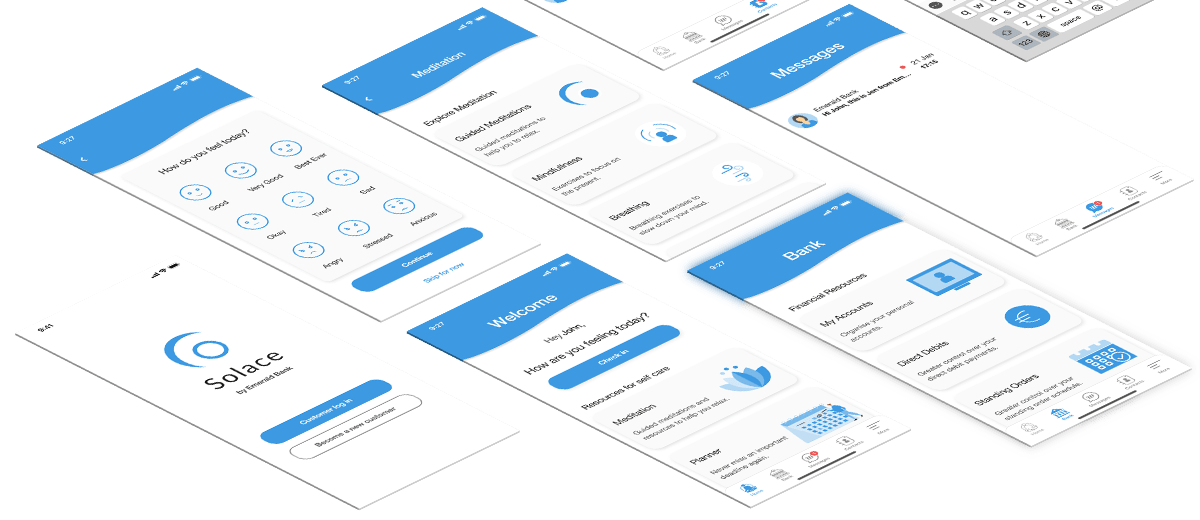 9:27
How do you feel today?
Good
Very Good
Best Ever
Okay
Tired
Sad
Angry
Stressed
Anxious
Continue
Skip for now
9:27
Meditation
Explore Meditation
Guided Meditations
Guided meditations to
help you to relax.
Mindfulness
Exercises to focus on
the present.
Breathing
Breathing exercises to
slow down your mind.
Home
Bank
Messages
Contacts
q
w
a
s
d
z
x
c
v
123
space
9:27
Messages
21 Jan
12:15
Emerald Bank
Hi John, this is Jen from Em...
Home
Bank
Messages
Contacts
More
9:41
Solace
by Emerald Bank
Customer log in
Become a new customer
9:27
Welcome
Hey John,
How are you feeling today?
Check in
Resources for self care
Meditation
Guided meditations and
resources to help you relax.
Planner
Never miss an important
deadline again.
Home
Bank
Messages
Contacts
More
9:27
Bank
Financial Resources
My Accounts
Organise your personal
accounts.
Direct Debits
Greater control over your
direct debit payments.
Standing Orders
Greater control over your
standing order schedule.
Home
Bank
Messages
Contacts
More